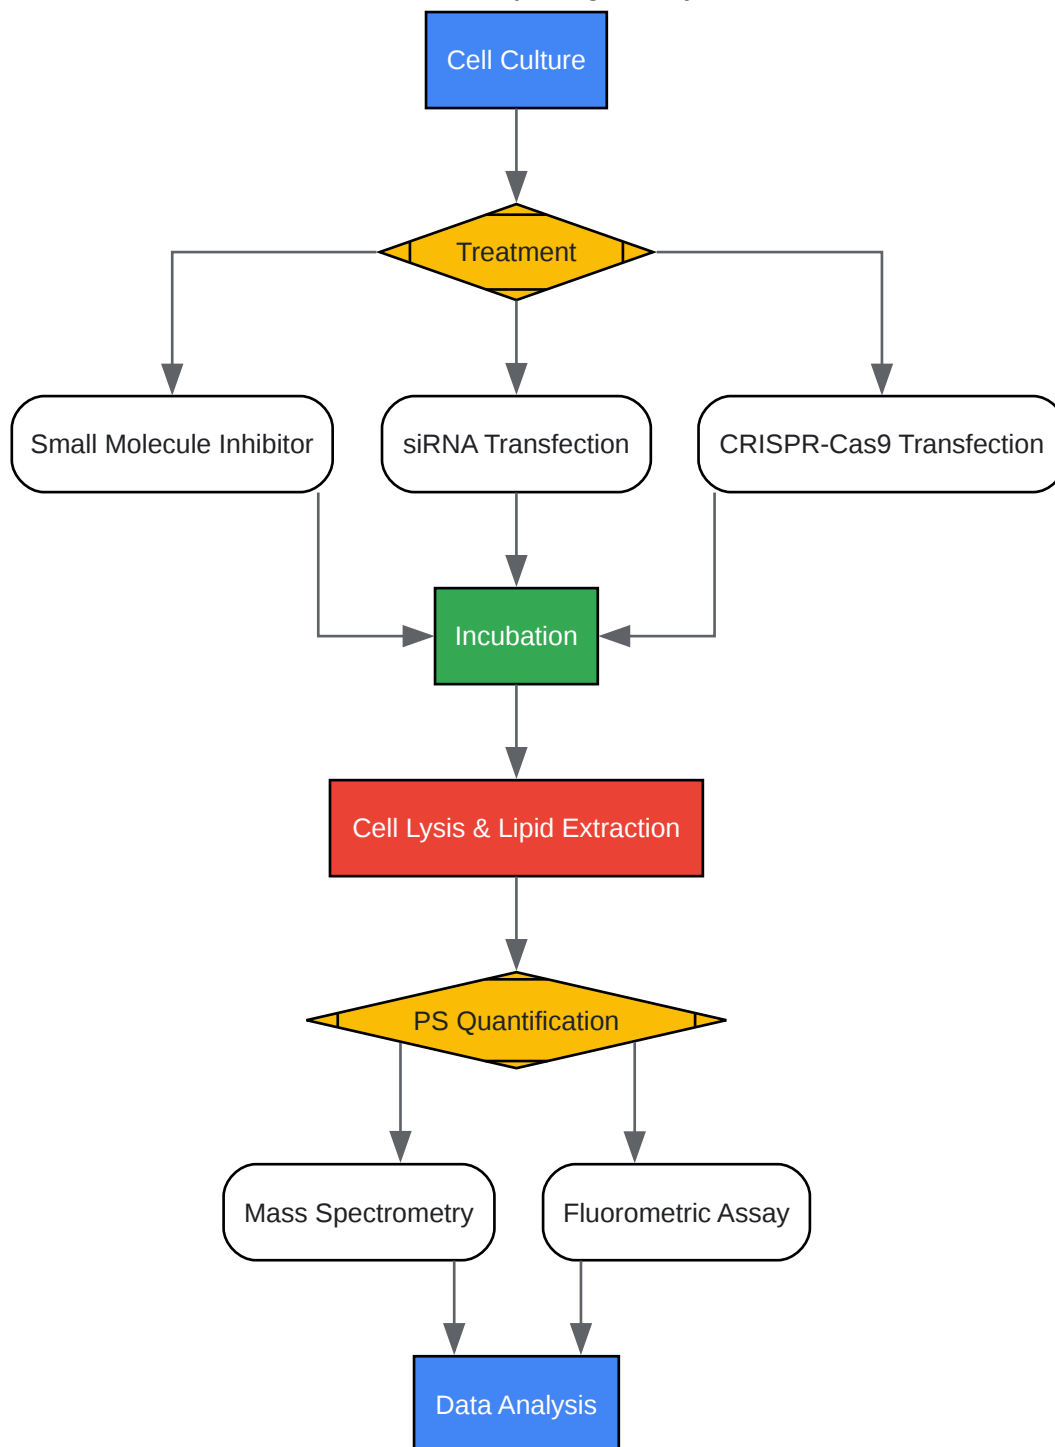 Cell Culture
Treatment
Small Molecule Inhibitor
siRNA Transfection
CRISPR-Cas9 Transfection
Incubation
Cell Lysis & Lipid Extraction
PS Quantification
Mass Spectrometry
Fluorometric Assay
Data Analysis